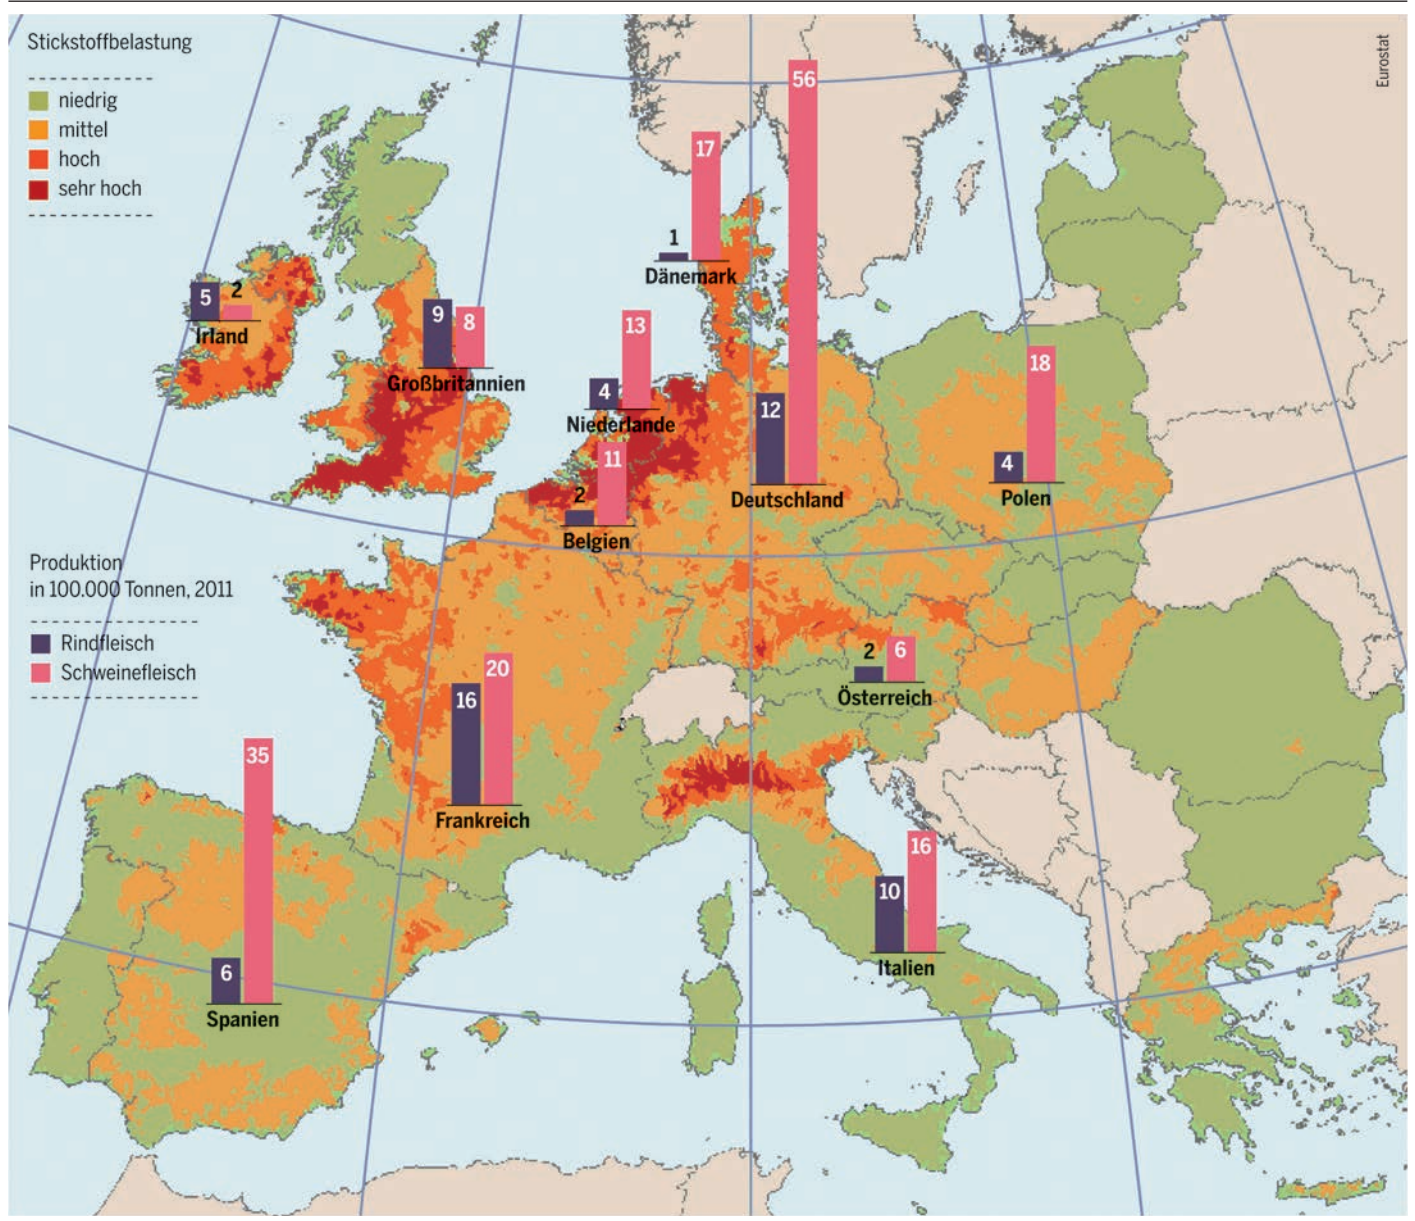 Stickstoffbelastung
niedrig
mittel
hoch
sehr hoch
Eurostat
56
17
1
Dänemark
5
2
Irland
9
8
Großbritannien
13
4
Niederlande
12
Deutschland
18
4
Polen
11
2
Belgien
Produktion
in 100.000 Tonnen, 2011
Rindfleisch
Schweinefleisch
2
6
Österreich
20
16
Frankreich
35
6
Spanien
16
10
Italien